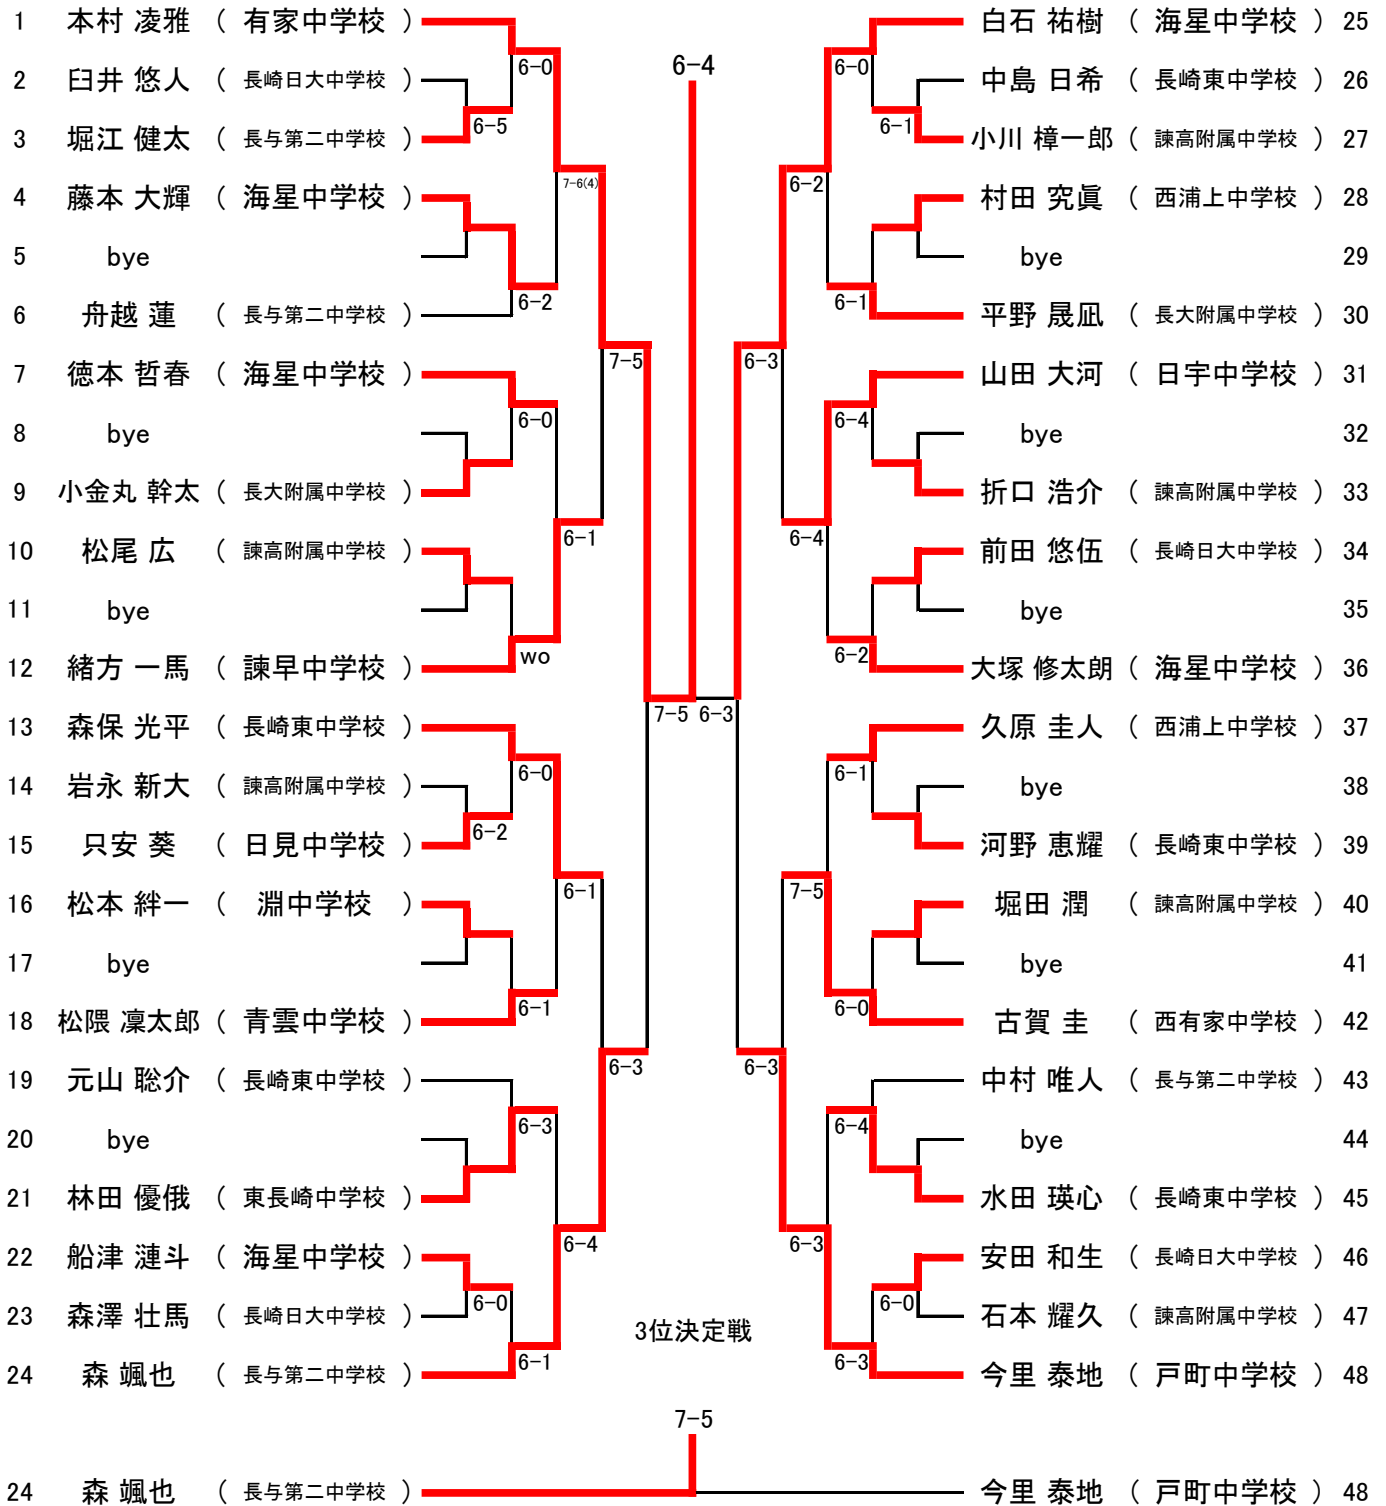 1 本村 凌雅 ( 有家中学校 )
2 臼井 悠人 ( 長崎日大中学校 )
3 堀江 健太 ( 長与第二中学校 )
4 藤本 大輝 ( 海星中学校 )
5 bye
6 舟越 蓮 ( 長与第二中学校 )
7 徳本 哲春 ( 海星中学校 )
8 bye
9 小金丸 幹太 ( 長大附属中学校 )
10 松尾 広 ( 諫高附属中学校 )
11 bye
12 緒方 一馬 ( 諫早中学校 )
13 森保 光平 ( 長崎東中学校 )
14 岩永 新大 ( 諫高附属中学校 )
15 只安 葵 ( 日見中学校 )
16 松本 絆一 ( 淵中学校 )
17 bye
18 松隈 凜太郎 ( 青雲中学校 )
19 元山 聡介 ( 長崎東中学校 )
20 bye
21 林田 優俄 ( 東長崎中学校 )
22 船津 漣斗 ( 海星中学校 )
23 森澤 壮馬 ( 長崎日大中学校 )
24 森 颯也 ( 長与第二中学校 )
6-0
6-5
6-2
6-0
wo
6-0
6-2
6-1
6-3
6-0
6-1
7-6(4)
6-1
6-1
6-4
7-5
6-3
7-5
6-4
6-3
6-3
6-3
6-2
6-4
7-5
6-3
6-0
6-1
6-1
6-4
6-2
6-1
6-0
6-4
6-0
6-3
白石 祐樹 ( 海星中学校 ) 25
中島 日希 ( 長崎東中学校 ) 26
小川 樟一郎 ( 諫高附属中学校 ) 27
村田 究眞 ( 西浦上中学校 ) 28
bye 29
平野 晟凪 ( 長大附属中学校 ) 30
山田 大河 ( 日宇中学校 ) 31
bye 32
折口 浩介 ( 諫高附属中学校 ) 33
前田 悠伍 ( 長崎日大中学校 ) 34
bye 35
大塚 修太朗 ( 海星中学校 ) 36
久原 圭人 ( 西浦上中学校 ) 37
bye 38
河野 恵耀 ( 長崎東中学校 ) 39
堀田 潤 ( 諫高附属中学校 ) 40
bye 41
古賀 圭 ( 西有家中学校 ) 42
中村 唯人 ( 長与第二中学校 ) 43
bye 44
水田 瑛心 ( 長崎東中学校 ) 45
安田 和生 ( 長崎日大中学校 ) 46
石本 耀久 ( 諫高附属中学校 ) 47
今里 泰地 ( 戸町中学校 ) 48
3位決定戦
7-5
24 森 颯也 ( 長与第二中学校 )
今里 泰地 ( 戸町中学校 ) 48